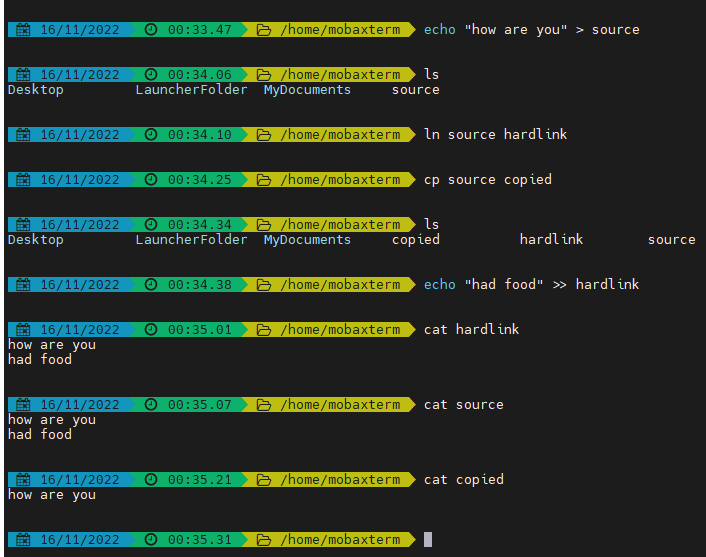 16/11/2022 00:33.47 /home/mobaxterm echo "how are you" > source
16/11/2022 00:34.06 /home/mobaxterm ls
Desktop LauncherFolder MyDocuments source
16/11/2022 00:34.10 /home/mobaxterm ln source hardlink
16/11/2022 00:34.25 /home/mobaxterm cp source copied
16/11/2022 00:34.34 /home/mobaxterm ls
Desktop LauncherFolder MyDocuments copied hardlink source
16/11/2022 00:34.38 /home/mobaxterm echo "had food" >> hardlink
16/11/2022 00:35.01 /home/mobaxterm cat hardlink
how are you
had food
16/11/2022 00:35.07 /home/mobaxterm cat source
how are you
had food
16/11/2022 00:35.21 /home/mobaxterm cat copied
how are you
16/11/2022 00:35.31 /home/mobaxterm